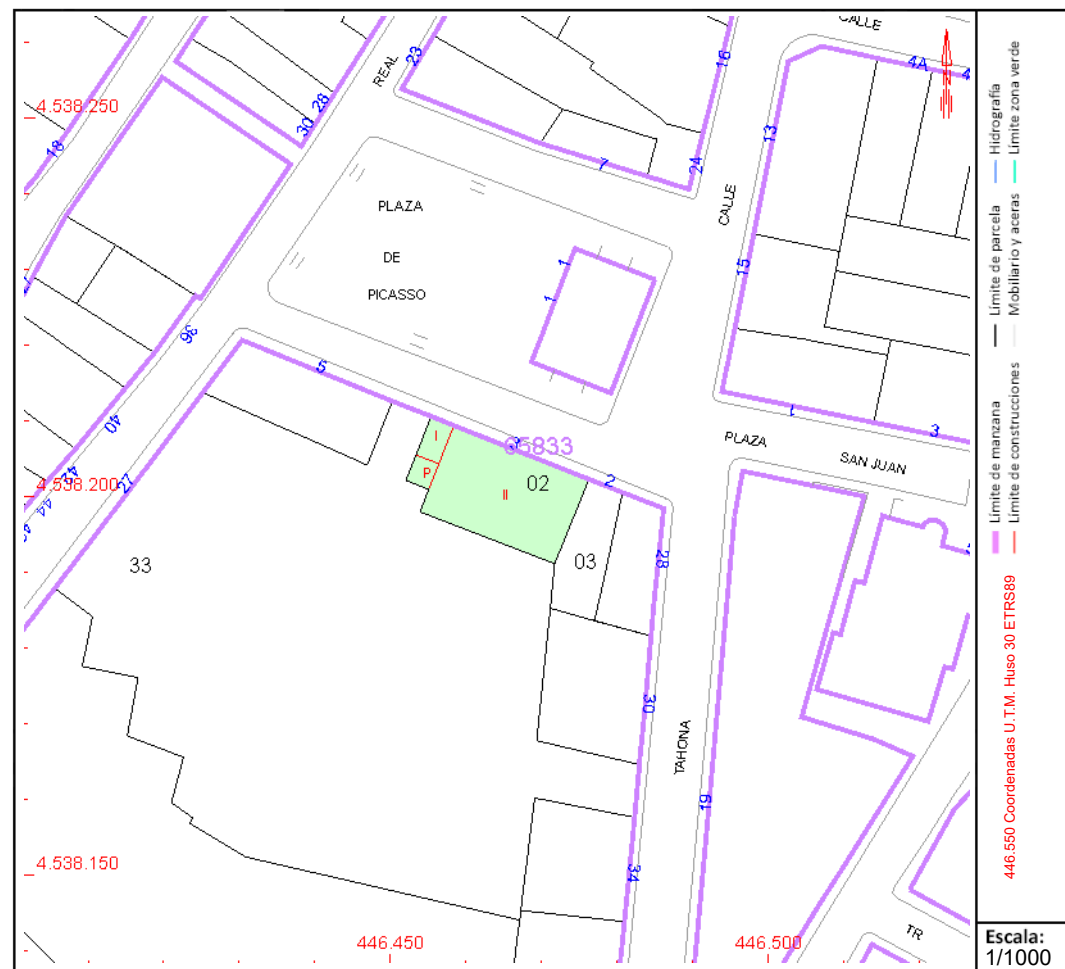 CALLE
4A
4
23
REAL
16
28
30
13
4.538.250
18
7
24
PLAZA
DE
PICASSO
CALLE
1
1
15
36
5
1
3
40
I
3
65833
PLAZA
SAN JUAN
42
27
P
4.538.200
02
2
II
44
33
03
28
30
TAHONA
19
4.538.150
34
446.450
446.500
TR
Límite de manzana
Límite de parcela
Hidrografía
Límite de construcciones
Mobiliario y aceras
Límite zona verde
446.550 Coordenadas U.T.M. Huso 30 ETRS89
Escala:
1/1000